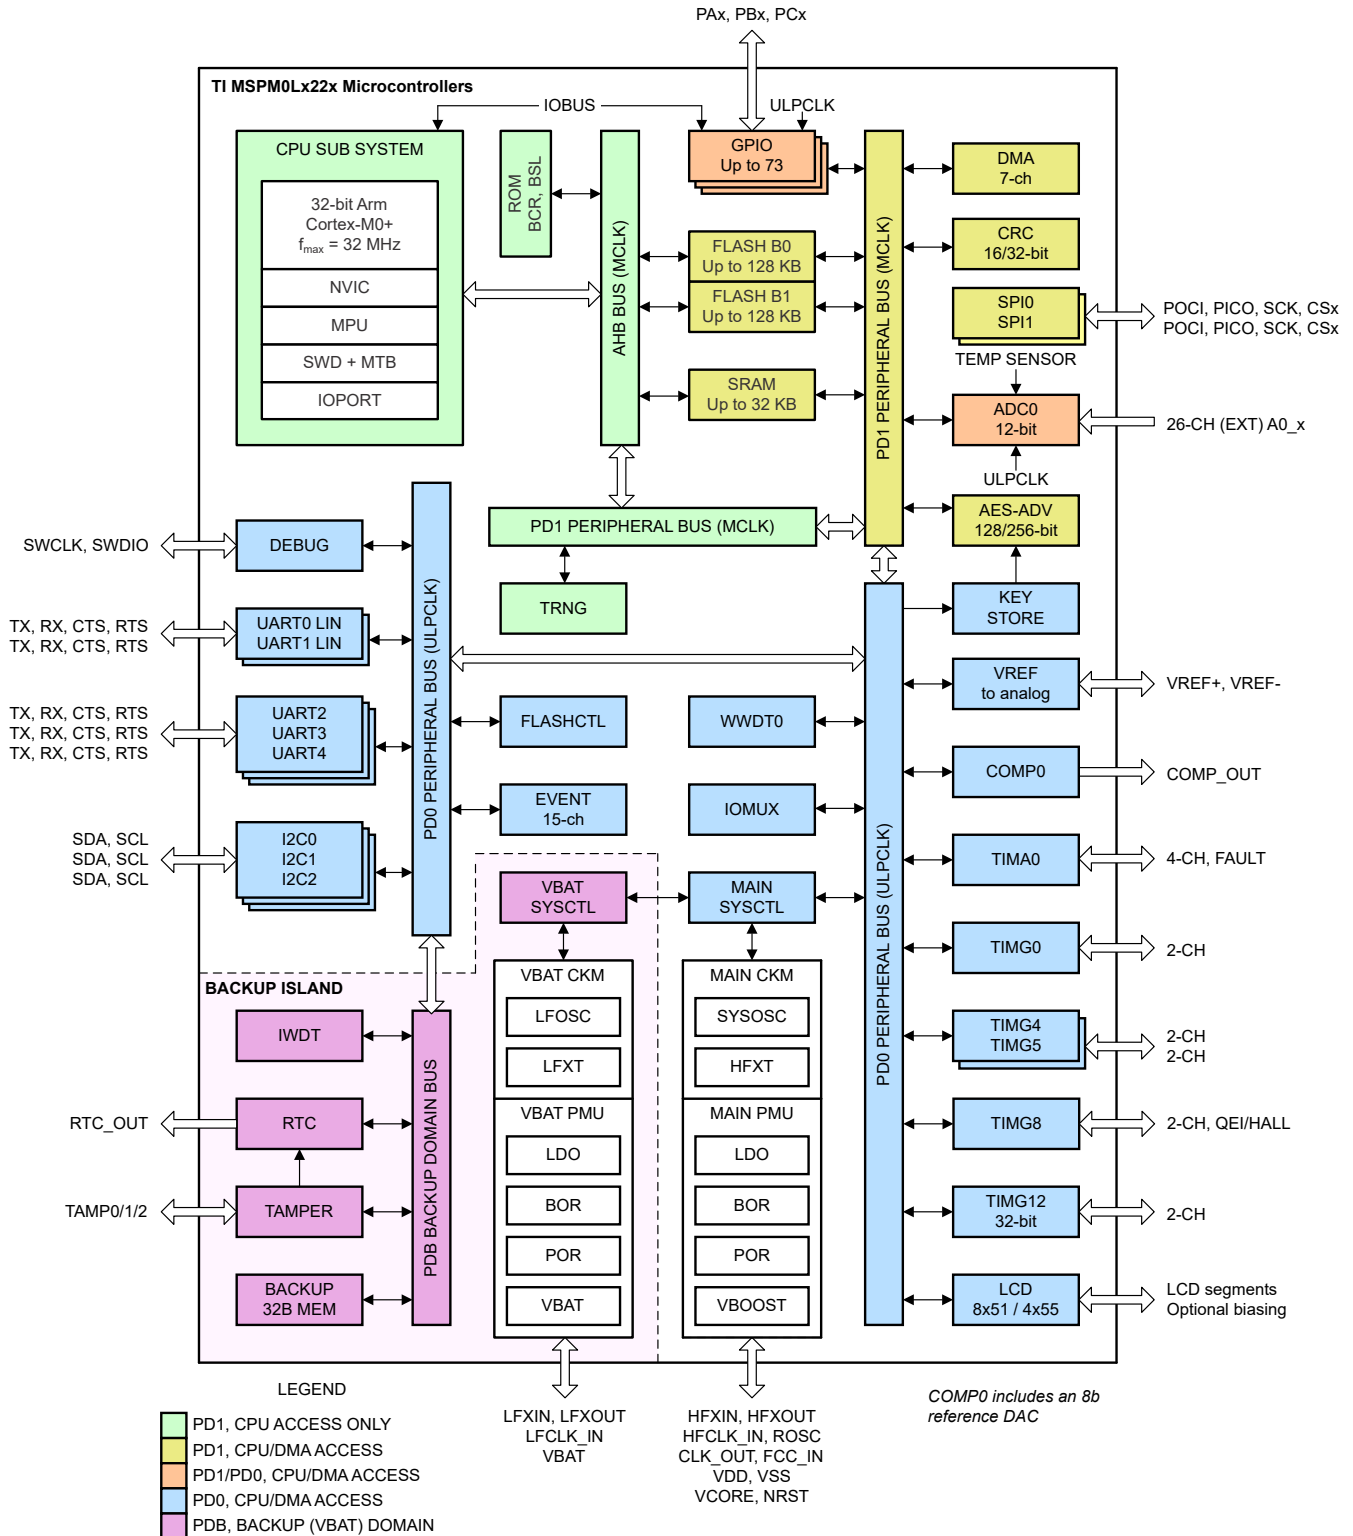 PAx, PBx, PCx
TI MSPM0Lx22x Microcontrollers
IOBUS
ULPCLK
CPU SUB SYSTEM
32-bit Arm
Cortex-M0+
fmax = 32 MHz
NVIC
MPU
SWD + MTB
IOPORT
ROM
BCR, BSL
AHB BUS (MCLK)
GPIO
Up to 73
FLASH B0
Up to 128 KB
FLASH B1
Up to 128 KB
SRAM
Up to 32 KB
PD1 PERIPHERAL BUS (MCLK)
DMA
7-ch
CRC
16/32-bit
SPI0
SPI1
POCI, PICO, SCK, CSx
POCI, PICO, SCK, CSx
TEMP SENSOR
ADC0
12-bit
26-CH (EXT) A0_x
ULPCLK
AES-ADV
128/256-bit
PD1 PERIPHERAL BUS (MCLK)
TRNG
SWCLK, SWDIO
DEBUG
TX, RX, CTS, RTS
TX, RX, CTS, RTS
UART0 LIN
UART1 LIN
TX, RX, CTS, RTS
TX, RX, CTS, RTS
TX, RX, CTS, RTS
UART2
UART3
UART4
SDA, SCL
SDA, SCL
SDA, SCL
I2C0
I2C1
I2C2
PD0 PERIPHERAL BUS (ULPCLK)
FLASHCTL
EVENT
15-ch
WWDT0
IOMUX
VBAT
SYSCTL
MAIN
SYSCTL
PD0 PERIPHERAL BUS (ULPCLK)
KEY
STORE
VREF
to analog
VREF+, VREF-
COMP0
COMP_OUT
TIMA0
4-CH, FAULT
TIMG0
2-CH
TIMG4
TIMG5
2-CH
2-CH
TIMG8
2-CH, QEI/HALL
TIMG12
32-bit
2-CH
LCD
8x51 / 4x55
LCD segments
Optional biasing
BACKUP ISLAND
IWDT
RTC_OUT
RTC
TAMP0/1/2
TAMPER
BACKUP
32B MEM
PDB BACKUP DOMAIN BUS
VBAT CKM
LFOSC
LFXT
VBAT PMU
LDO
BOR
POR
VBAT
MAIN CKM
SYSOSC
HFXT
MAIN PMU
LDO
BOR
POR
VBOOST
LFXIN, LFXOUT
LFCLK_IN
VBAT
HFXIN, HFXOUT
HFCLK_IN, ROSC
CLK_OUT, FCC_IN
VDD, VSS
VCORE, NRST
COMP0 includes an 8b
reference DAC
LEGEND
PD1, CPU ACCESS ONLY
PD1, CPU/DMA ACCESS
PD1/PD0, CPU/DMA ACCESS
PD0, CPU/DMA ACCESS
PDB, BACKUP (VBAT) DOMAIN